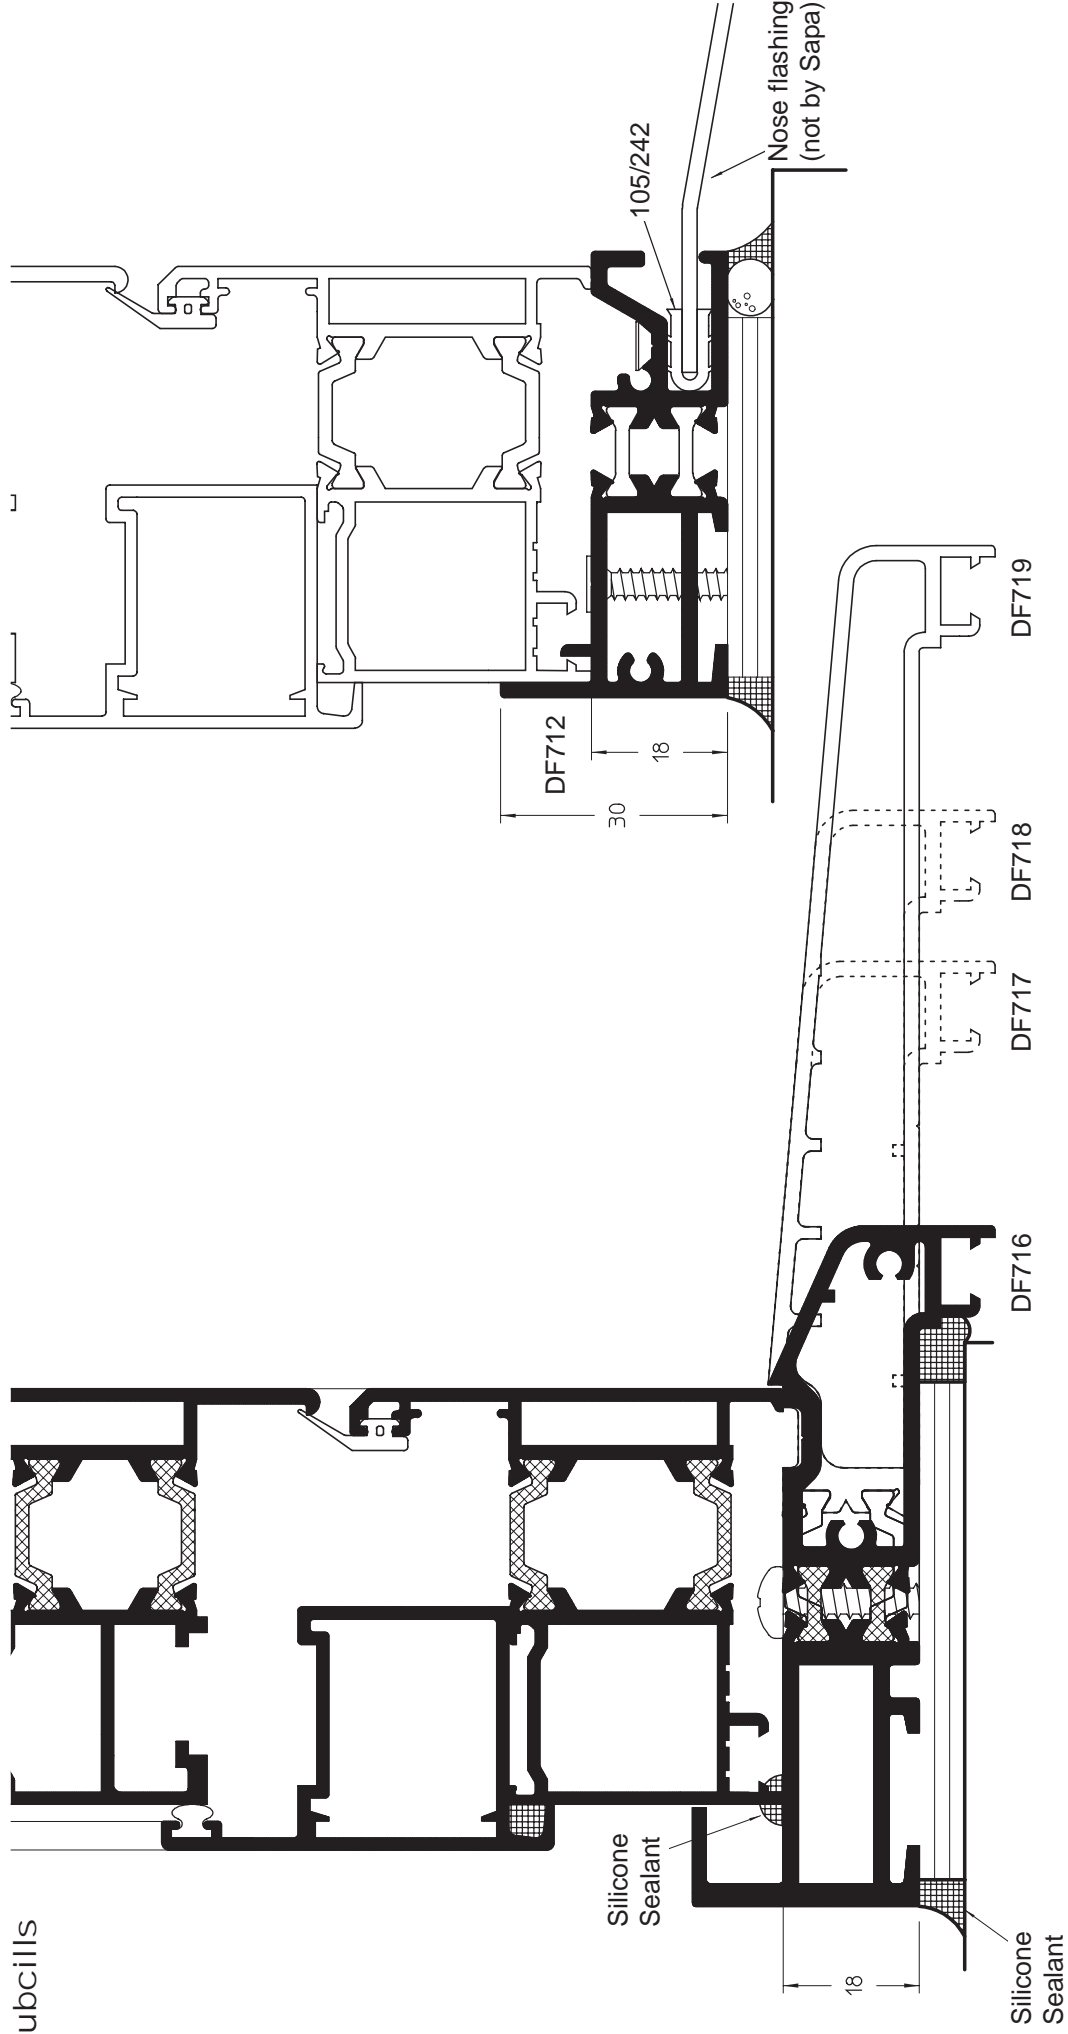 ubcills
Silicone
Sealant
18
Silicone
Sealant
DF716
DF717
DF718
DF719
30
18
DF712
105/242
Nose flashing
(not by Sapa)